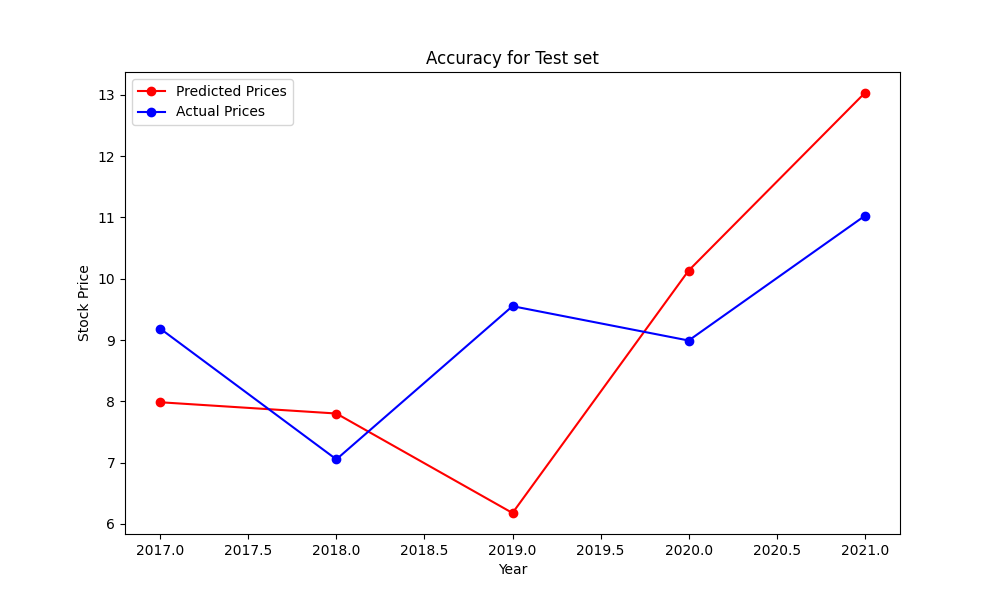 Accuracy for Test set
Predicted Prices
Actual Prices
Stock Price
13
12
11
10
9
8
7
6
2017.0 2017.5 2018.0 2018.5 2019.0 2019.5 2020.0 2020.5 2021.0
Year